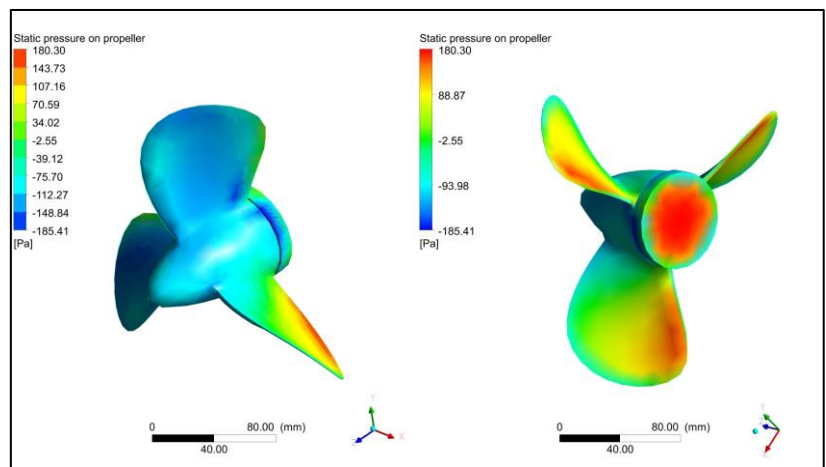 Static pressure on propeller
180.30
143.73
107.16
70.59
34.02
-2.55
-39.12
-75.70
-112.27
-148.84
-185.41
[Pa]
0 80.00 (mm)
40.00
Y
X
Z
Static pressure on propeller
180.30
88.87
-2.55
-93.98
-185.41
[Pa]
0 80.00 (mm)
40.00
Y
Z
X